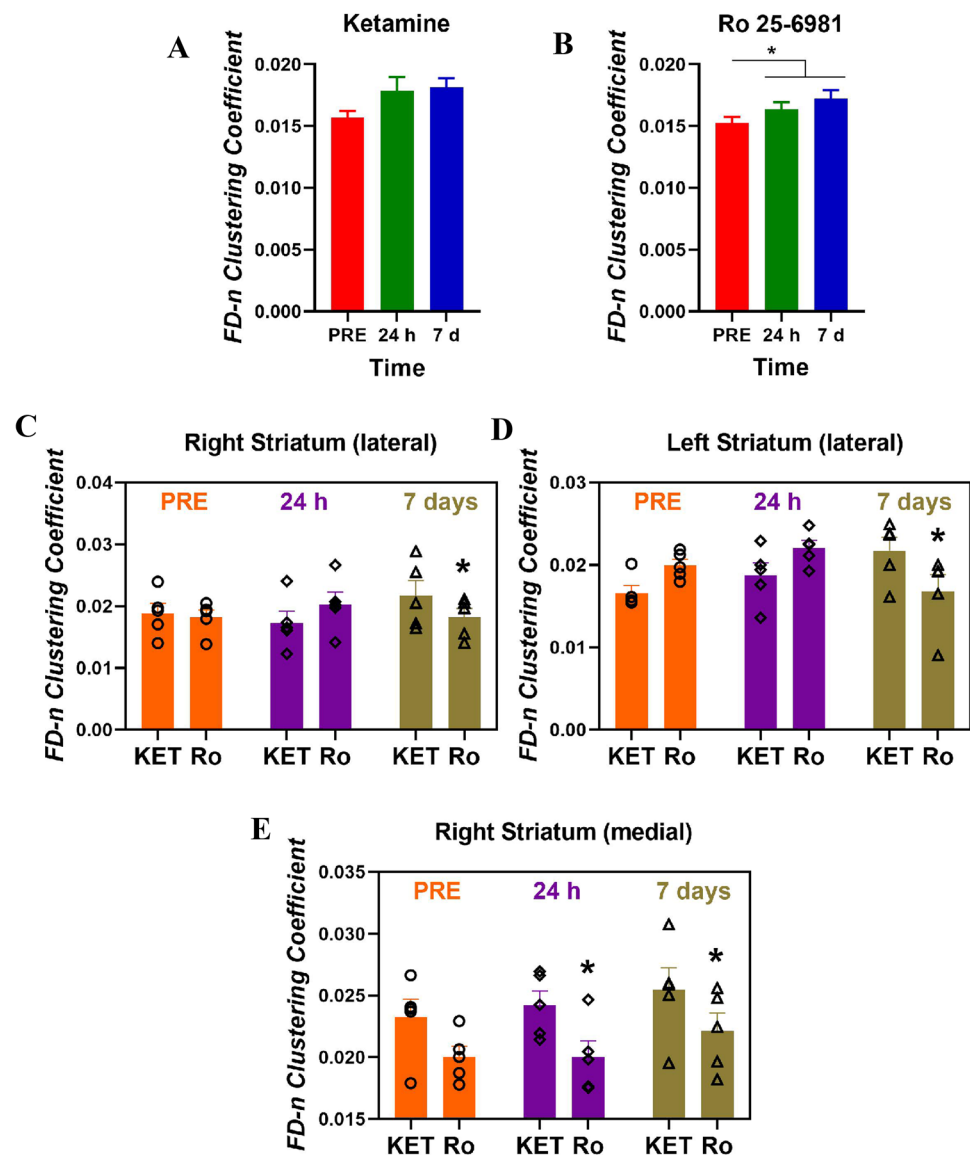 A
Ketamine
FD-n Clustering Coefficient
0.020
0.015
0.010
0.005
0.000
PRE 24 h 7 d
Time
B
Ro 25-6981
*
FD-n Clustering Coefficient
0.020
0.015
0.010
0.005
0.000
PRE 24 h 7 d
Time
C
Right Striatum (lateral)
FD-n Clustering Coefficient
0.04
0.03
0.02
0.01
0.00
PRE 24 h 7 days
*
KET Ro KET Ro KET Ro
D
Left Striatum (lateral)
FD-n Clustering Coefficient
0.03
0.02
0.01
0.00
PRE 24 h 7 days
*
KET Ro KET Ro KET Ro
E
Right Striatum (medial)
FD-n Clustering Coefficient
0.035
0.030
0.025
0.020
0.015
PRE 24 h 7 days
* *
KET Ro KET Ro KET Ro